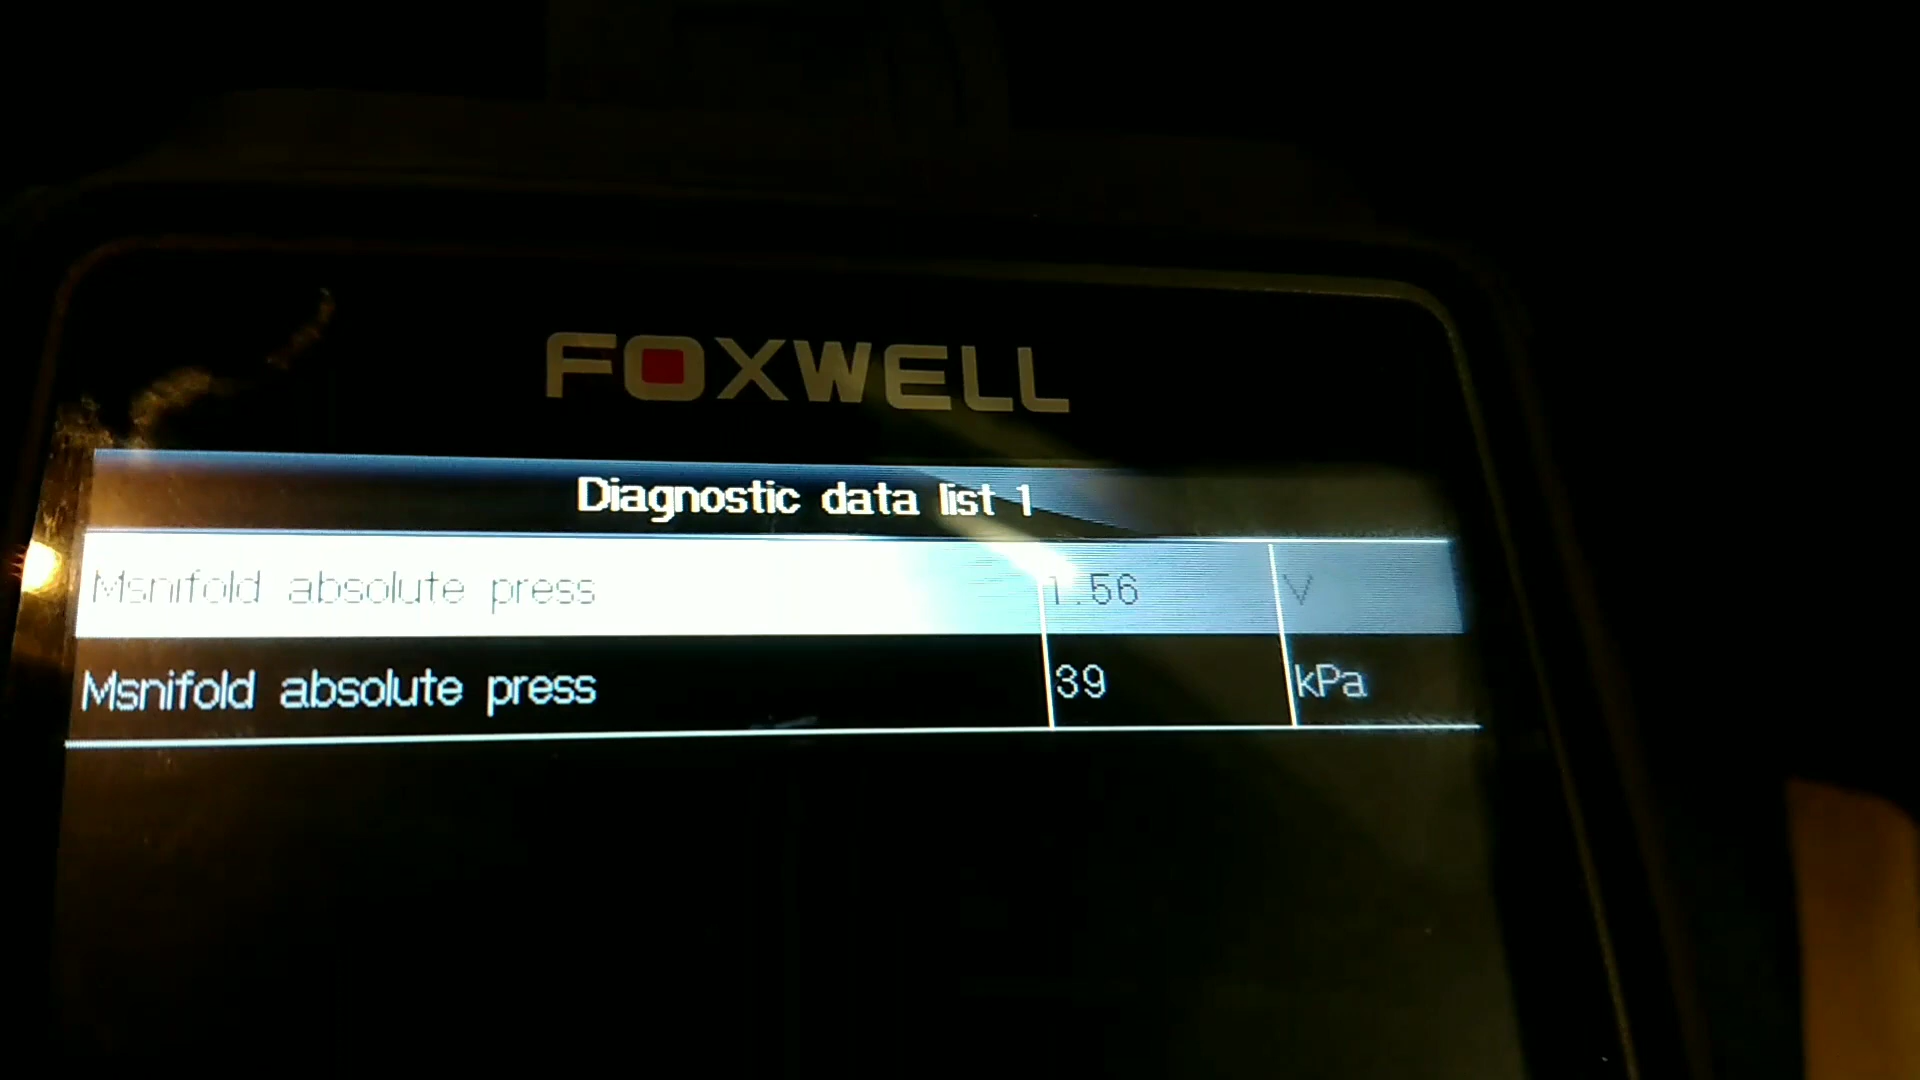 FOXWELL
Diagnostic data list 1
Msnifold absolute press 1.56 V
Msnifold absolute press 39 kPa